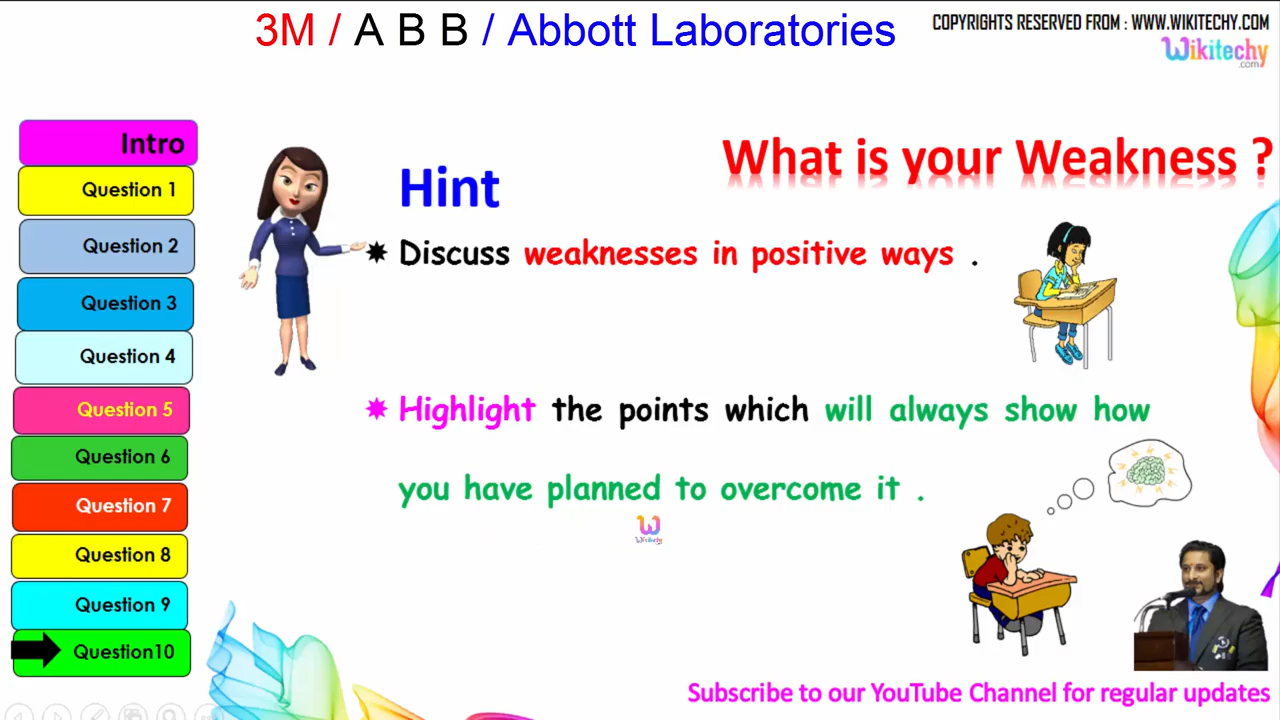 3M / A B B / Abbott Laboratories
COPYRIGHTS RESERVED FROM : WWW.WIKITECHY.COM
Wikitechy
.com
Intro
Question 1
Question 2
Question 3
Question 4
Question 5
Question 6
Question 7
Question 8
Question 9
Question10
What is your Weakness ?
Hint
Discuss weaknesses in positive ways .
Highlight the points which will always show how
you have planned to overcome it .
W
Wikitechy
Subscribe to our YouTube Channel for regular updates